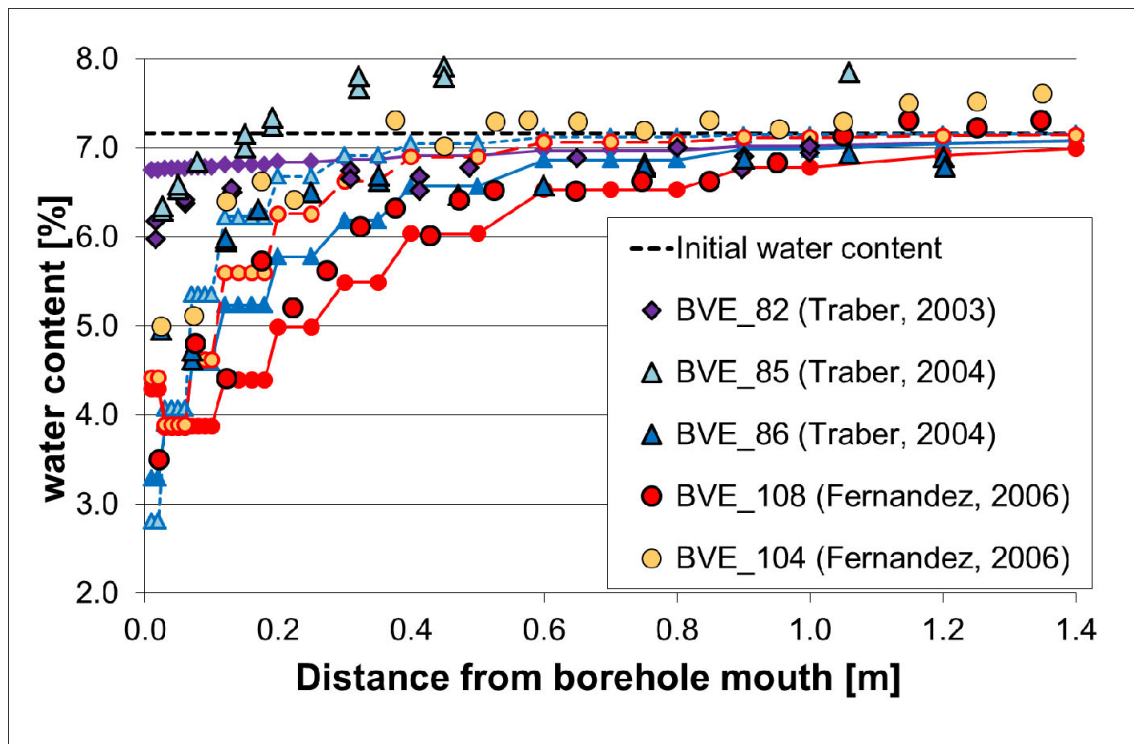 8.0
7.0
6.0
5.0
4.0
3.0
2.0
water content [%]
Initial water content
BVE_82 (Traber, 2003)
BVE_85 (Traber, 2004)
BVE_86 (Traber, 2004)
BVE_108 (Fernandez, 2006)
BVE_104 (Fernandez, 2006)
0.0 0.2 0.4 0.6 0.8 1.0 1.2 1.4
Distance from borehole mouth [m]